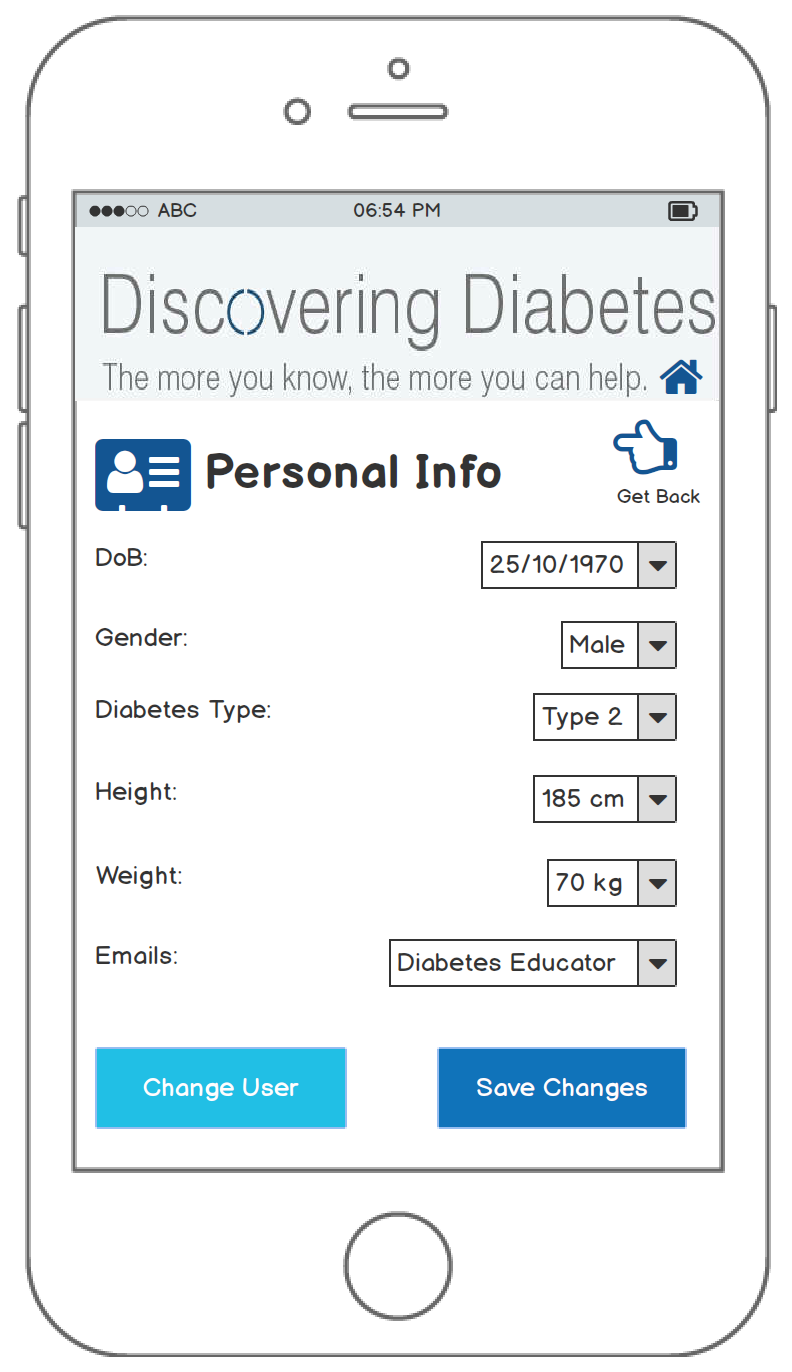 ABC 06:54 PM
Discovering Diabetes
The more you know, the more you can help.
Personal Info
Get Back
DoB: 25/10/1970
Gender: Male
Diabetes Type: Type 2
Height: 185 cm
Weight: 70 kg
Emails: Diabetes Educator
Change User Save Changes